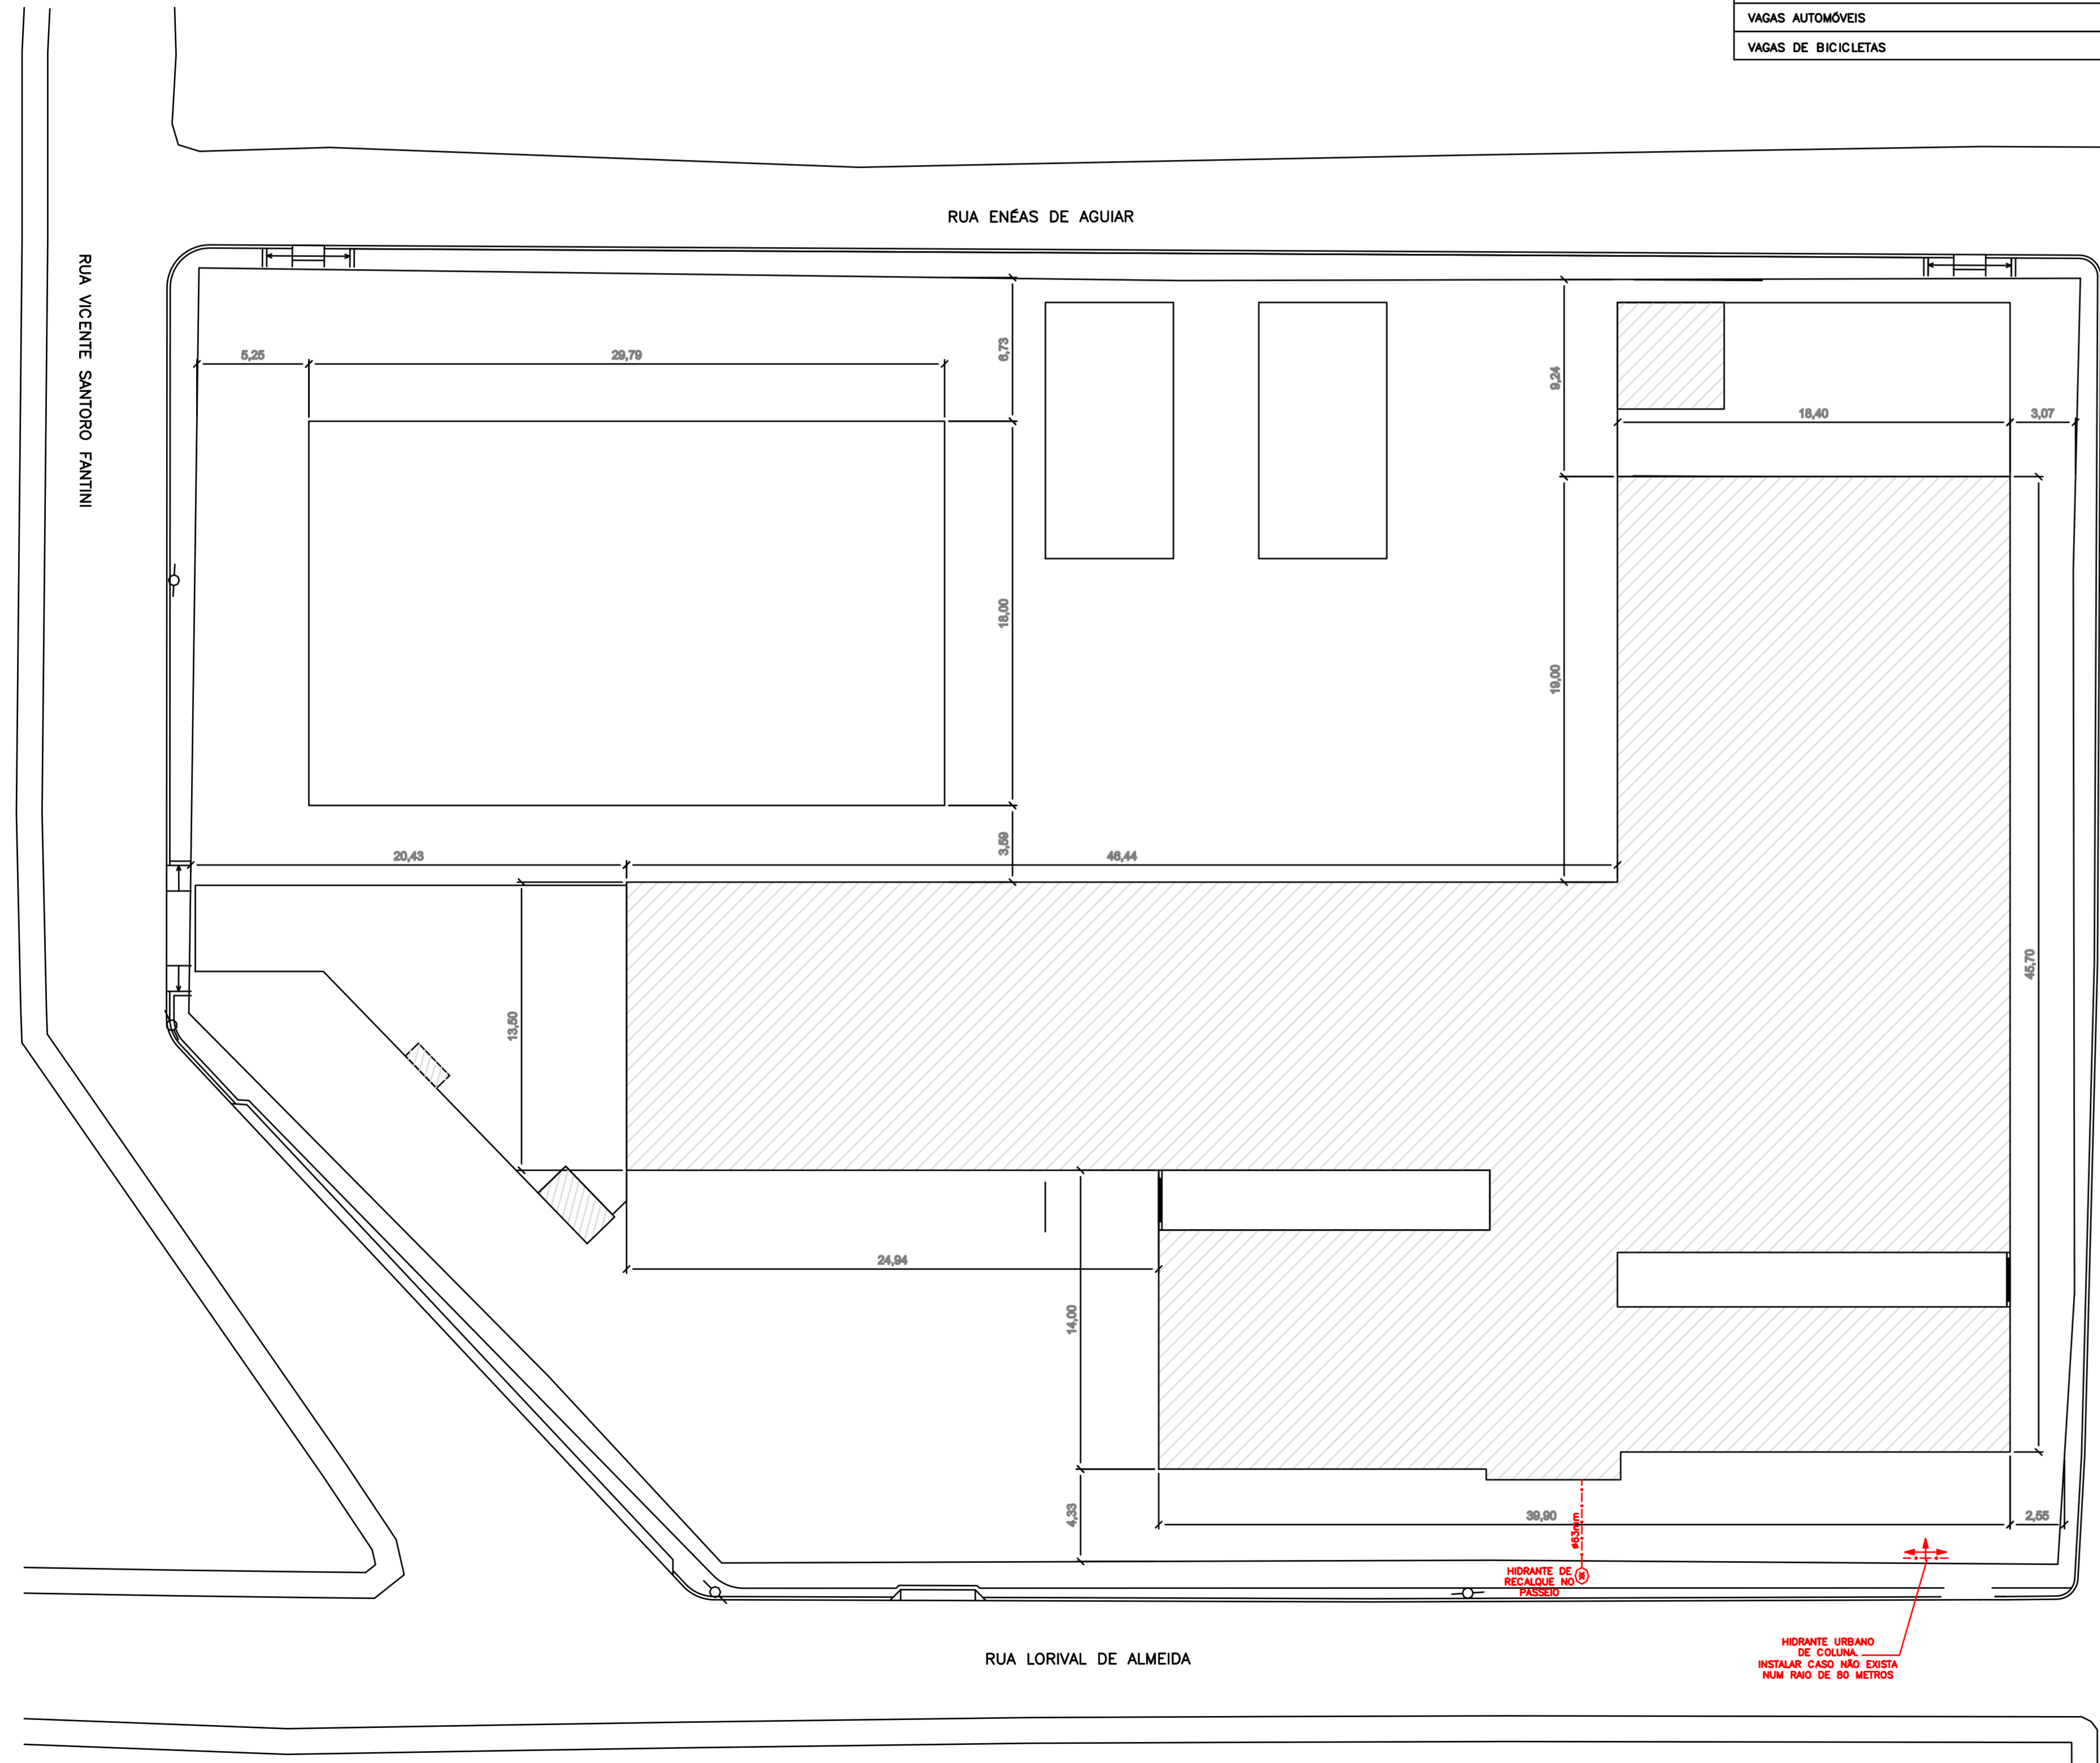 VAGAS AUTOMÓVEIS
VAGAS DE BICICLETAS
RUA ENÉAS DE AGUIAR
RUA VICENTE SANTORO FANTINI
5,25
29,79
6,73
9,24
18,40
3,07
18,00
19,00
3,59
20,43
46,44
45,70
13,50
24,94
14,00
4,33
39,90
2,55
ø63mm
HIDRANTE DE
RECALQUE NO
PASSEIO
HIDRANTE URBANO
DE COLUNA.
INSTALAR CASO NÃO EXISTA
NUM RAIO DE 80 METROS
RUA LORIVAL DE ALMEIDA